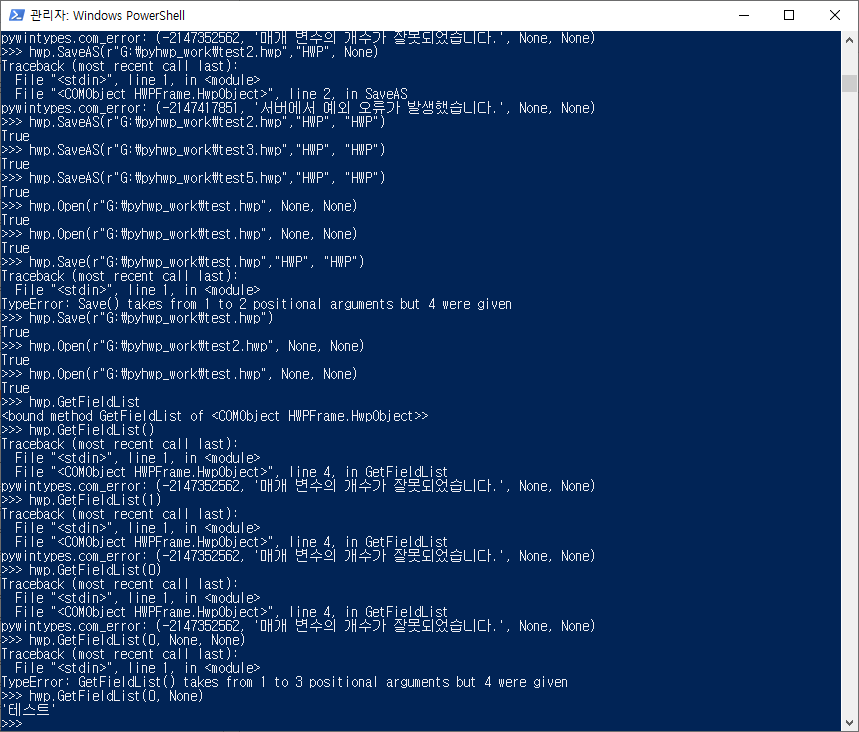 관리자: Windows PowerShell
pywintypes.com_error: (-2147352562, '매개 변수의 개수가 잘못되었습니다.', None, None)
>>> hwp.SaveAS(r"G:₩pyhwp_work₩test2.hwp","HWP", None)
Traceback (most recent call last):
  File "<stdin>", line 1, in <module>
  File "<COMObject HWPFrame.HwpObject>", line 2, in SaveAS
pywintypes.com_error: (-2147417851, '서버에서 예외 오류가 발생했습니다.', None, None)
>>> hwp.SaveAS(r"G:₩pyhwp_work₩test2.hwp","HWP", "HWP")
True
>>> hwp.SaveAS(r"G:₩pyhwp_work₩test3.hwp","HWP", "HWP")
True
>>> hwp.SaveAS(r"G:₩pyhwp_work₩test5.hwp","HWP", "HWP")
True
>>> hwp.Open(r"G:₩pyhwp_work₩test.hwp", None, None)
True
>>> hwp.Open(r"G:₩pyhwp_work₩test.hwp", None, None)
True
>>> hwp.Save(r"G:₩pyhwp_work₩test.hwp","HWP", "HWP")
Traceback (most recent call last):
  File "<stdin>", line 1, in <module>
TypeError: Save() takes from 1 to 2 positional arguments but 4 were given
>>> hwp.Save(r"G:₩pyhwp_work₩test.hwp")
True
>>> hwp.Open(r"G:₩pyhwp_work₩test2.hwp", None, None)
True
>>> hwp.Open(r"G:₩pyhwp_work₩test.hwp", None, None)
True
>>> hwp.GetFieldList
<bound method GetFieldList of <COMObject HWPFrame.HwpObject>>
>>> hwp.GetFieldList()
Traceback (most recent call last):
  File "<stdin>", line 1, in <module>
  File "<COMObject HWPFrame.HwpObject>", line 4, in GetFieldList
pywintypes.com_error: (-2147352562, '매개 변수의 개수가 잘못되었습니다.', None, None)
>>> hwp.GetFieldList(1)
Traceback (most recent call last):
  File "<stdin>", line 1, in <module>
  File "<COMObject HWPFrame.HwpObject>", line 4, in GetFieldList
pywintypes.com_error: (-2147352562, '매개 변수의 개수가 잘못되었습니다.', None, None)
>>> hwp.GetFieldList(0)
Traceback (most recent call last):
  File "<stdin>", line 1, in <module>
  File "<COMObject HWPFrame.HwpObject>", line 4, in GetFieldList
pywintypes.com_error: (-2147352562, '매개 변수의 개수가 잘못되었습니다.', None, None)
>>> hwp.GetFieldList(0, None, None)
Traceback (most recent call last):
  File "<stdin>", line 1, in <module>
TypeError: GetFieldList() takes from 1 to 3 positional arguments but 4 were given
>>> hwp.GetFieldList(0, None)
'테스트'
>>>